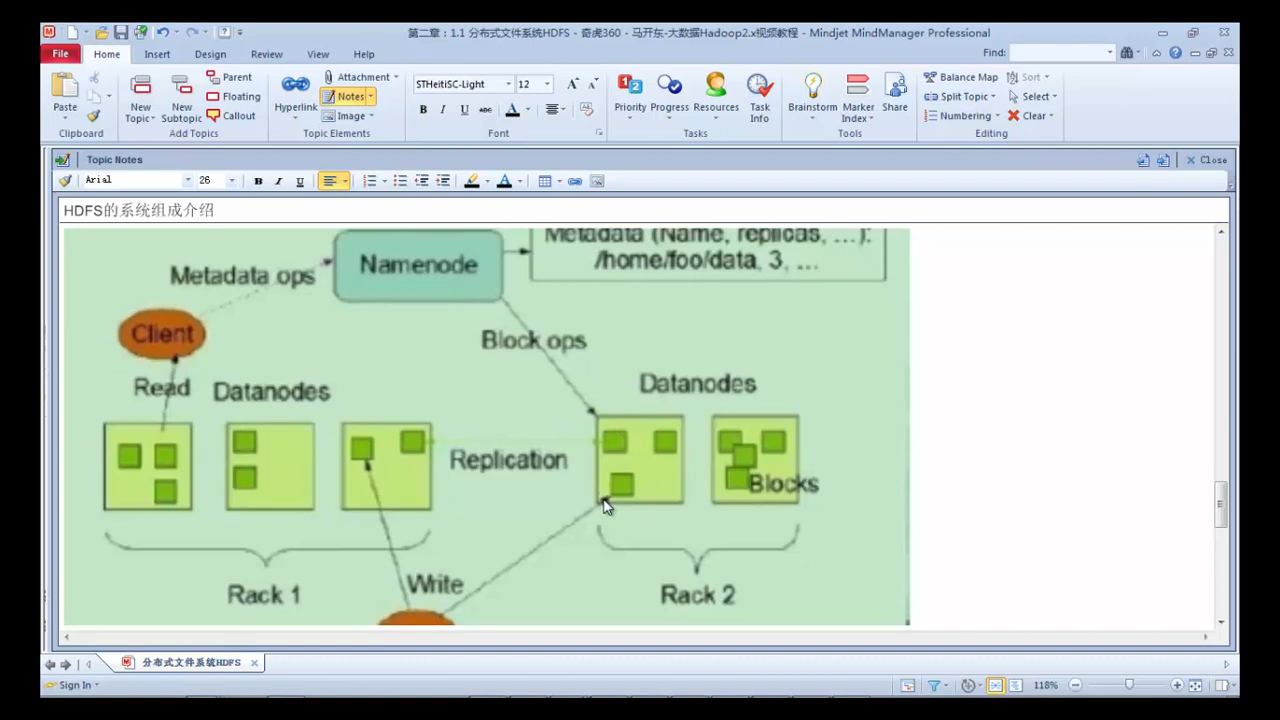 第二章：1.1 分布式文件系统HDFS - 奇虎360 - 马开东-大数据Hadoop2.x视频教程 - Mindjet MindManager Professional
File Home Insert Design Review View Help Find:
Paste
Clipboard
New Topic New Subtopic Parent Floating Callout
Add Topics
Hyperlink Attachment Notes Image
Topic Elements
STHeitiSC-Light 12
B I U abc A
Font
Priority Progress Resources Task Info
Tasks
Brainstorm Marker Index Share
Tools
Balance Map Sort
Split Topic Select
Numbering Clear
Editing
Topic Notes Close
Arial 26 B I U A
HDFS的系统组成介绍
Metadata (Name, replicas, ...):
/home/foo/data, 3, ...
Namenode
Metadata ops
Client
Block ops
Read Datanodes Datanodes
Replication
Blocks
Rack 1 Write Rack 2
分布式文件系统HDFS
Sign In 118%